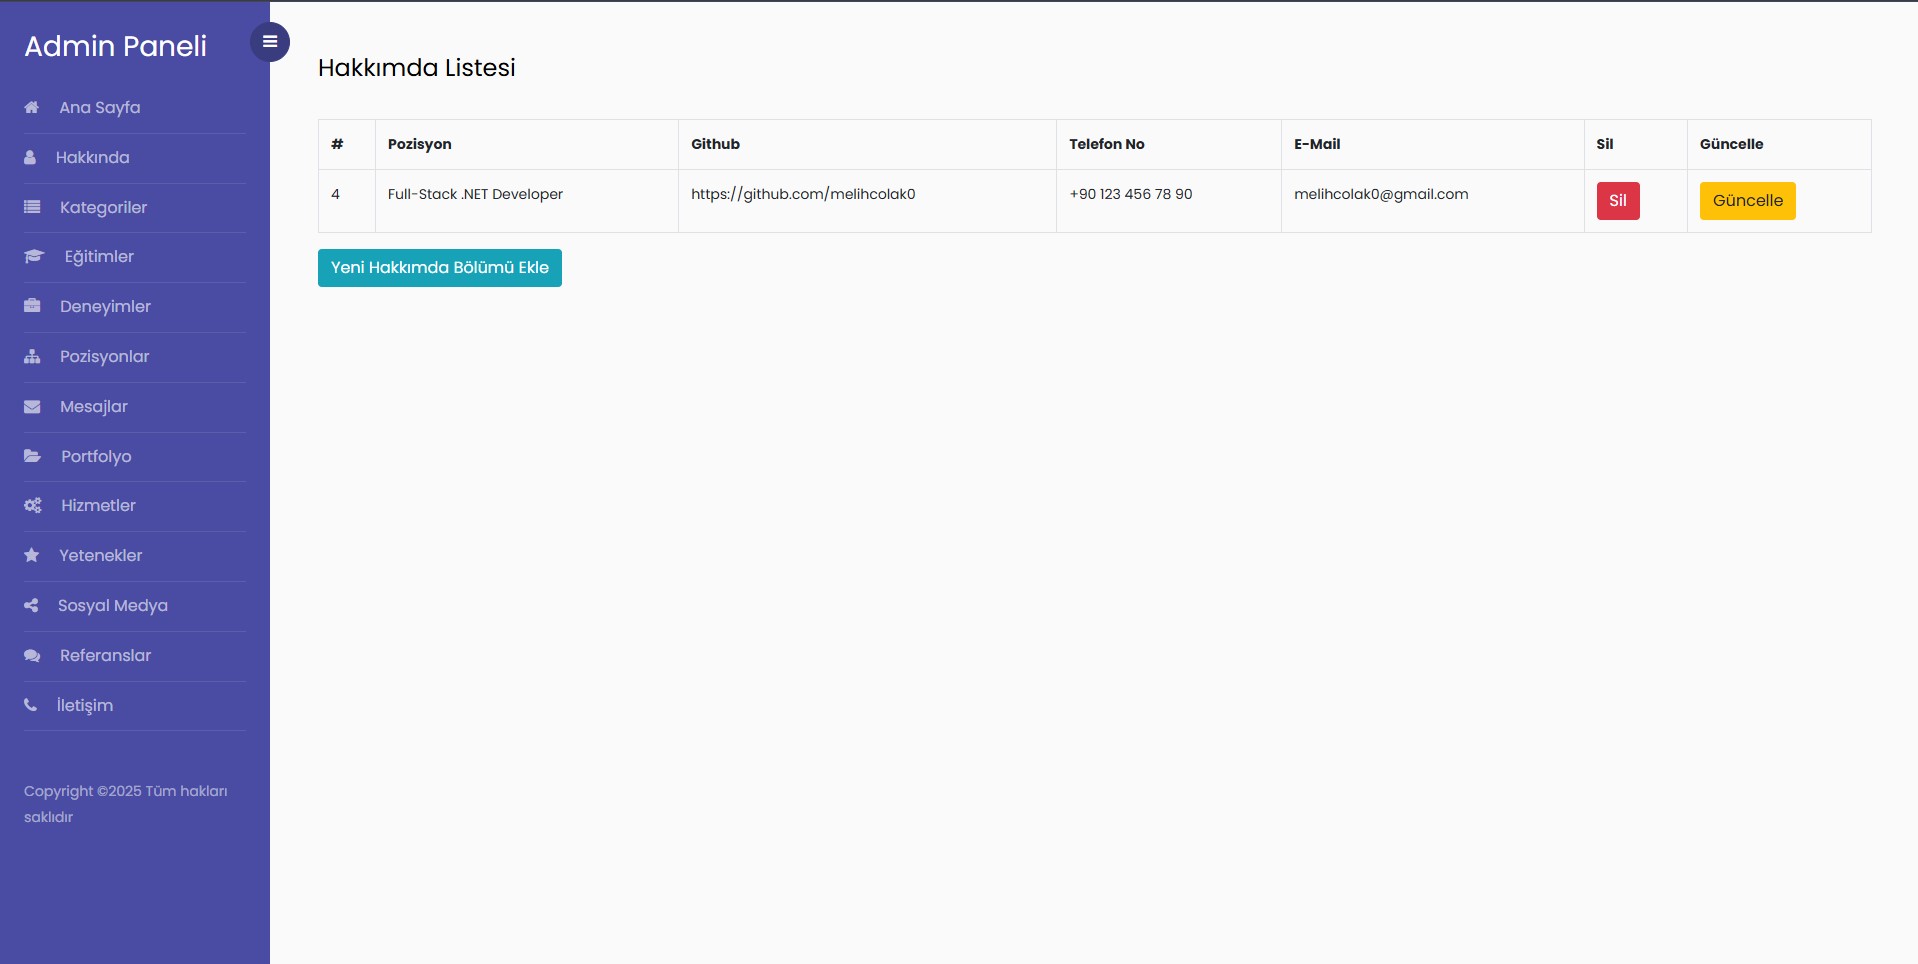 Admin Paneli
Ana Sayfa
Hakkında
Kategoriler
Eğitimler
Deneyimler
Pozisyonlar
Mesajlar
Portfolyo
Hizmetler
Yetenekler
Sosyal Medya
Referanslar
İletişim
Copyright ©2025 Tüm hakları
saklıdır
Hakkımda Listesi
# Pozisyon Github Telefon No E-Mail Sil Güncelle
4 Full-Stack .NET Developer https://github.com/melihcolak0 +90 123 456 78 90 melihcolak0@gmail.com Sil Güncelle
Yeni Hakkımda Bölümü Ekle